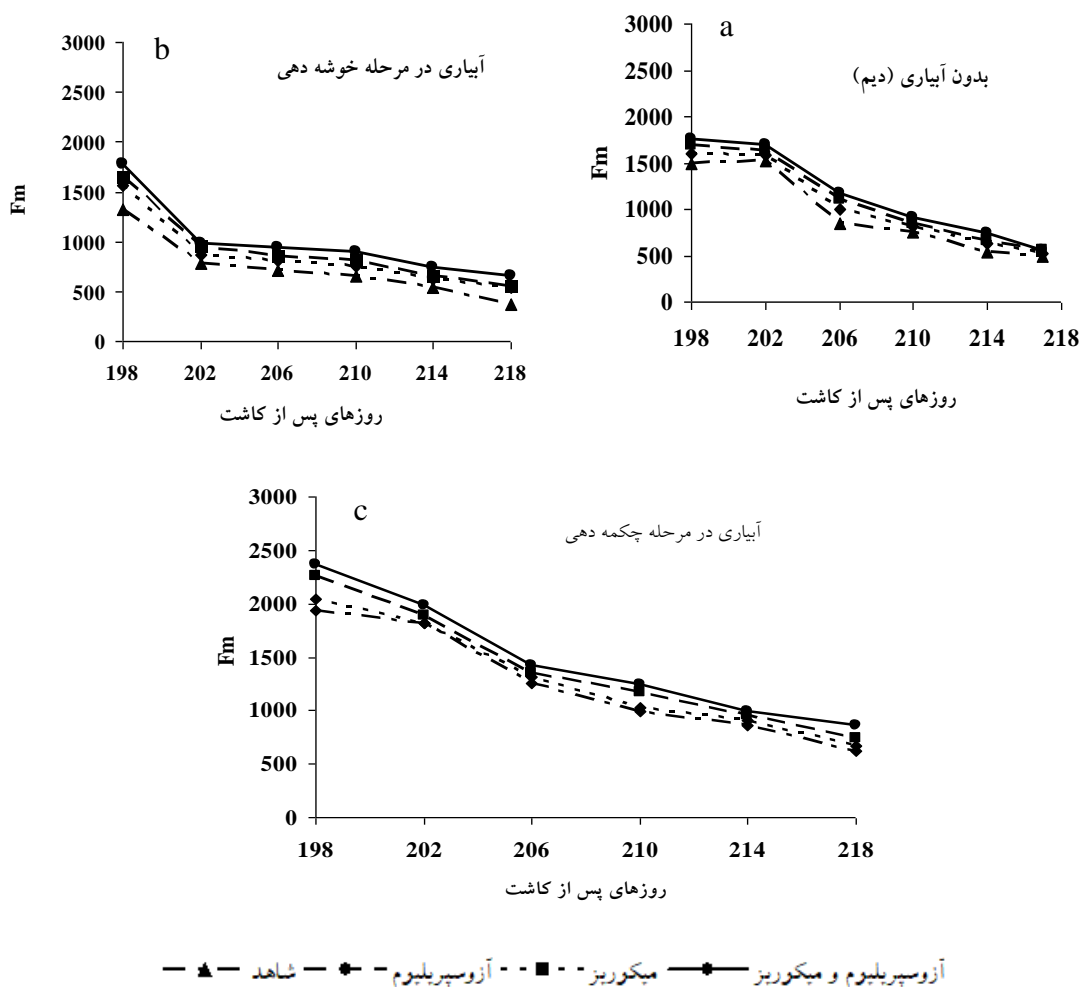 b
آبیاری در مرحله خوشه دهی
Fm
3000
2500
2000
1500
1000
500
0
198 202 206 210 214 218
روزهای پس از کاشت
a
بدون آبیاری (دیم)
Fm
3000
2500
2000
1500
1000
500
0
198 202 206 210 214 218
روزهای پس از کاشت
c
آبیاری در مرحله چکمه دهی
Fm
3000
2500
2000
1500
1000
500
0
198 202 206 210 214 218
روزهای پس از کاشت
شاهد آزوسپریلیوم میکوریز آزوسپریلیوم و میکوریز